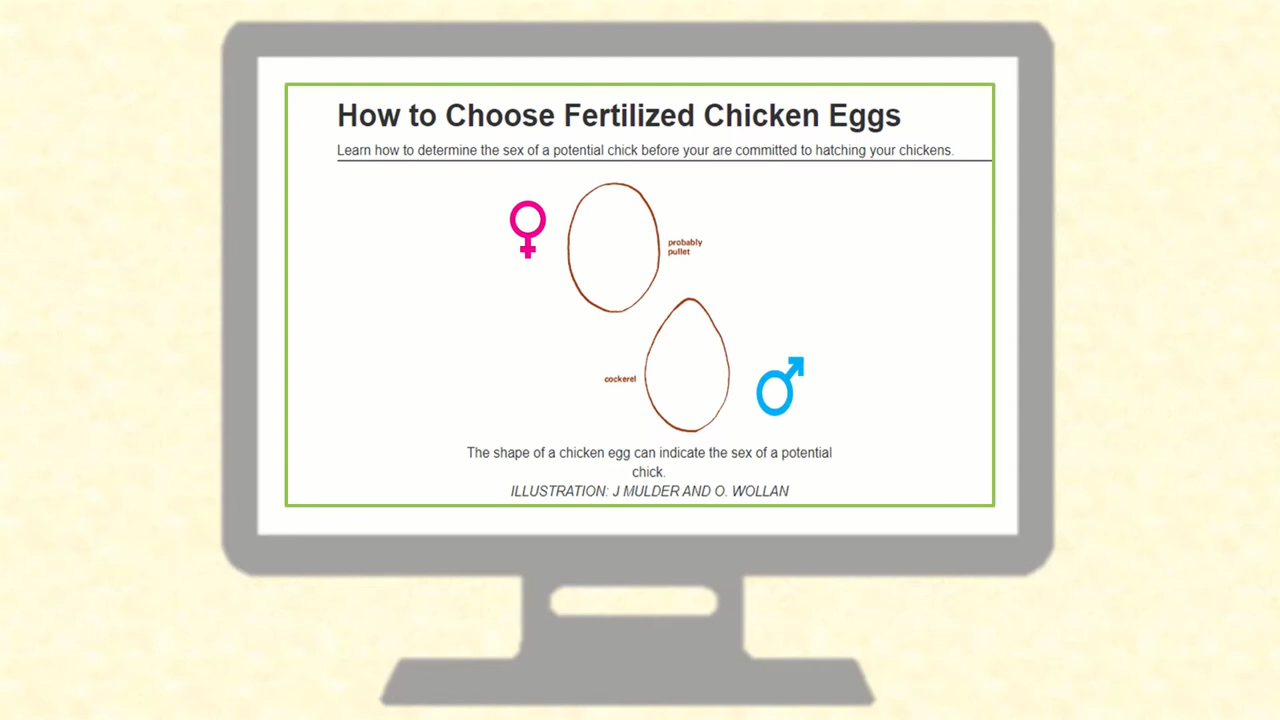 How to Choose Fertilized Chicken Eggs
Learn how to determine the sex of a potential chick before your are committed to hatching your chickens.
probably
pullet
cockerel
The shape of a chicken egg can indicate the sex of a potential
chick.
ILLUSTRATION: J MULDER AND O. WOLLAN